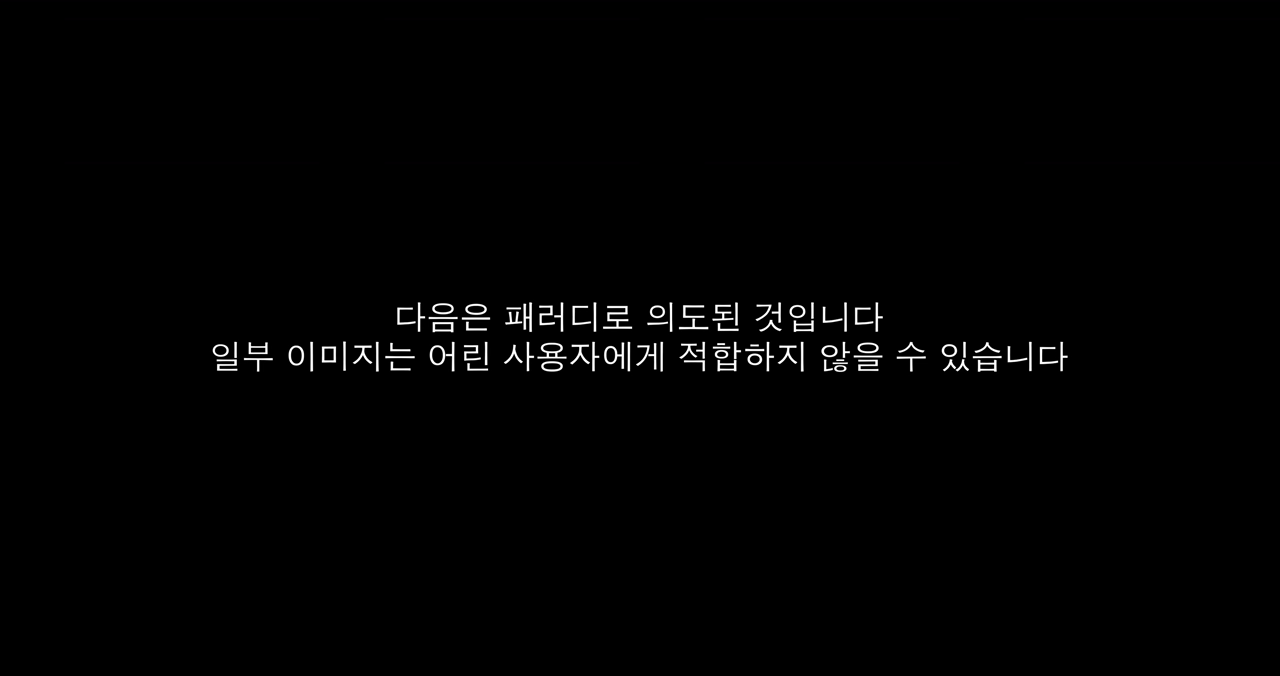 다음은 패러디로 의도된 것입니다
일부 이미지는 어린 사용자에게 적합하지 않을 수 있습니다